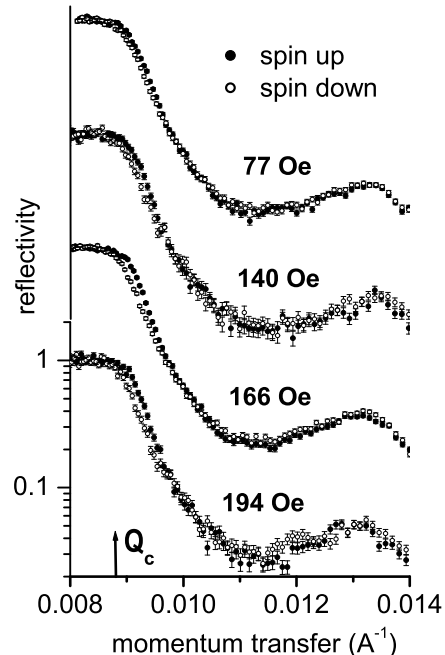 spin up
spin down
77 Oe
140 Oe
reflectivity
1
166 Oe
0.1
194 Oe
Qc
0.008 0.010 0.012 0.014
momentum transfer (A⁻¹)